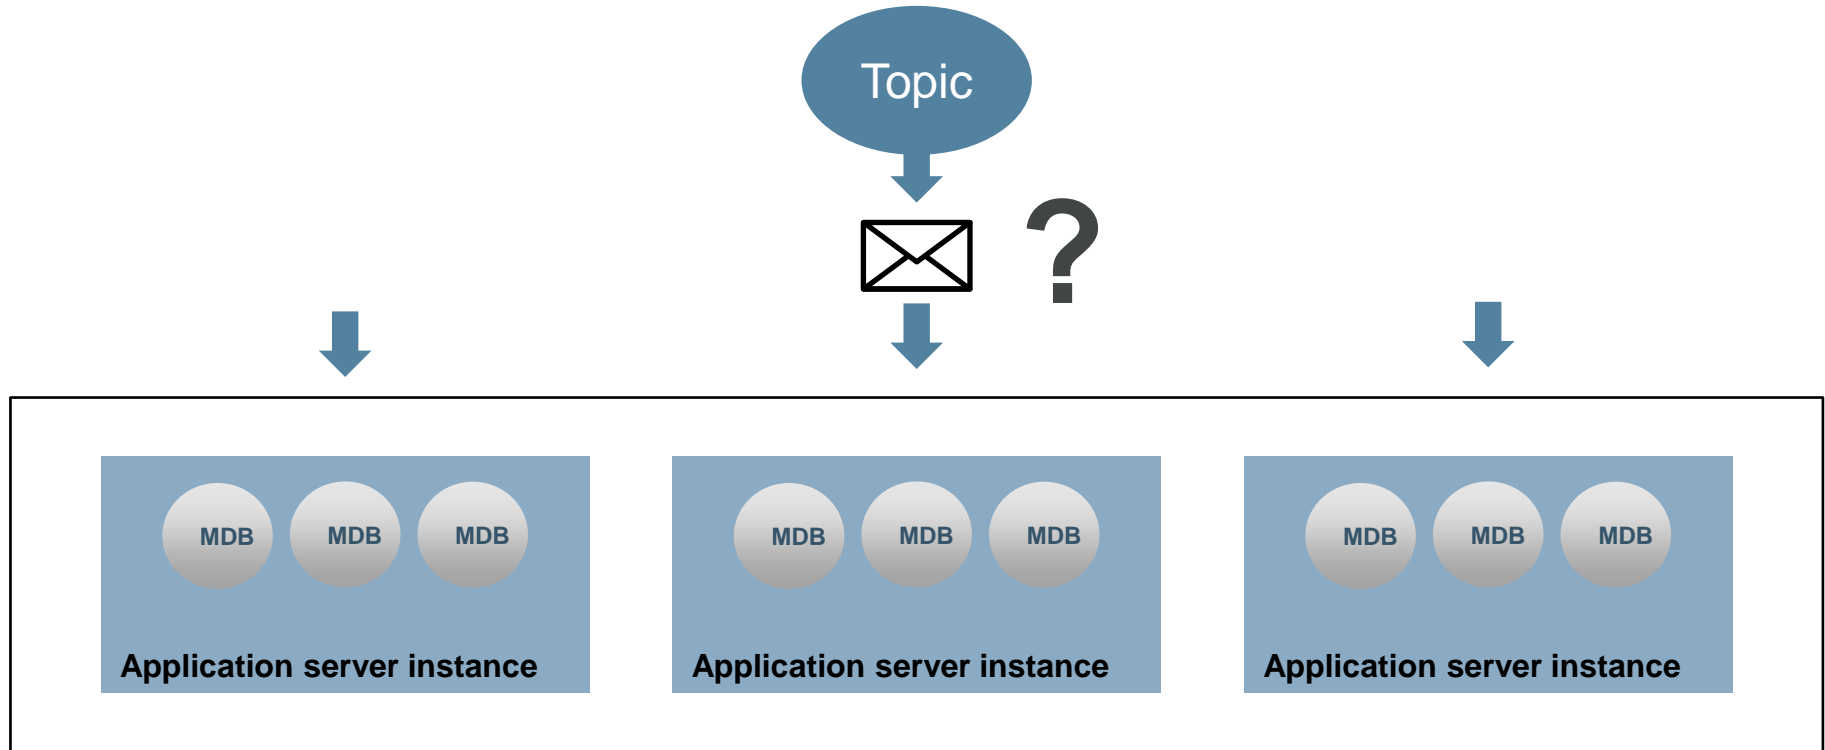 Topic
?
MDB MDB MDB
Application server instance
MDB MDB MDB
Application server instance
MDB MDB MDB
Application server instance